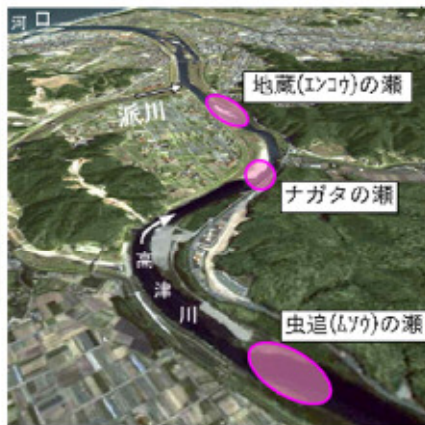 河口
地蔵(ｴﾝｺｳ)の瀬
派川
ナガタの瀬
高津川
虫追(ﾑｿｳ)の瀬